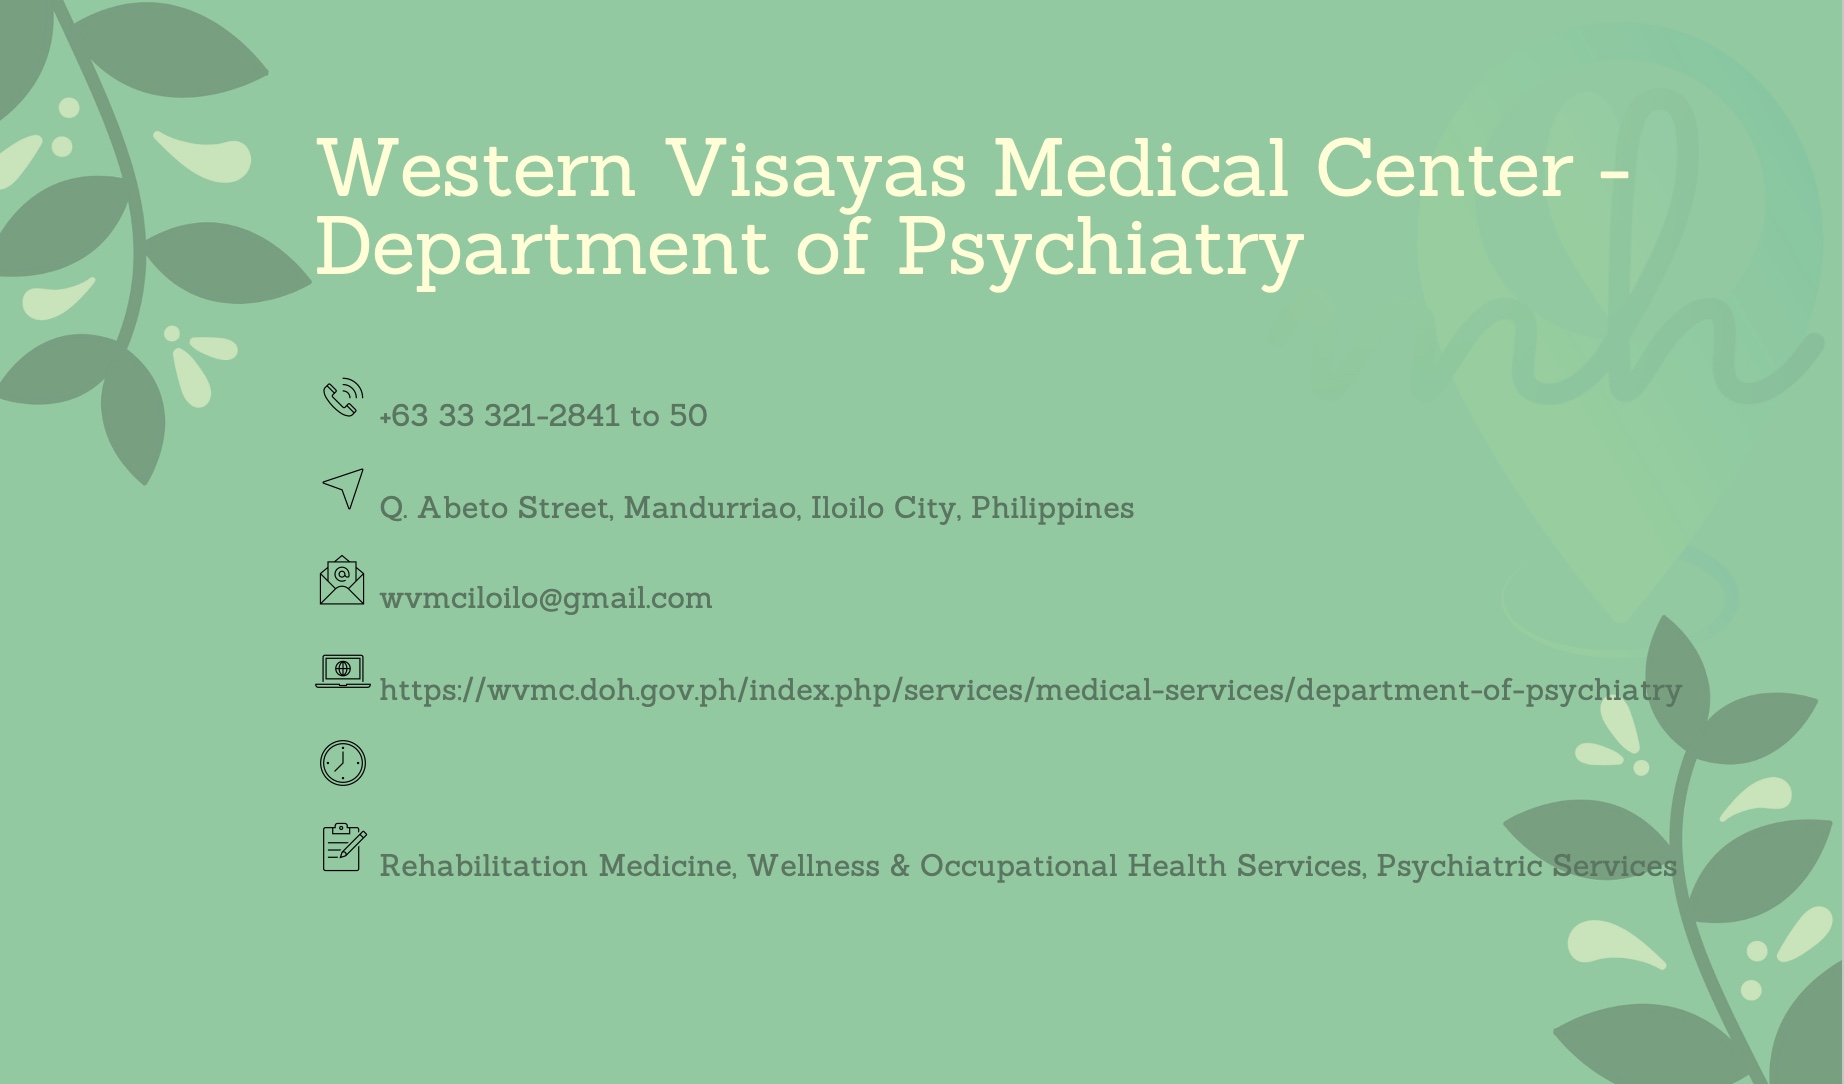 Western Visayas Medical Center -
Department of Psychiatry
+63 33 321-2841 to 50
Q. Abeto Street, Mandurriao, Iloilo City, Philippines
wvmciloilo@gmail.com
https://wvmc.doh.gov.ph/index.php/services/medical-services/department-of-psychiatry
Rehabilitation Medicine, Wellness & Occupational Health Services, Psychiatric Services